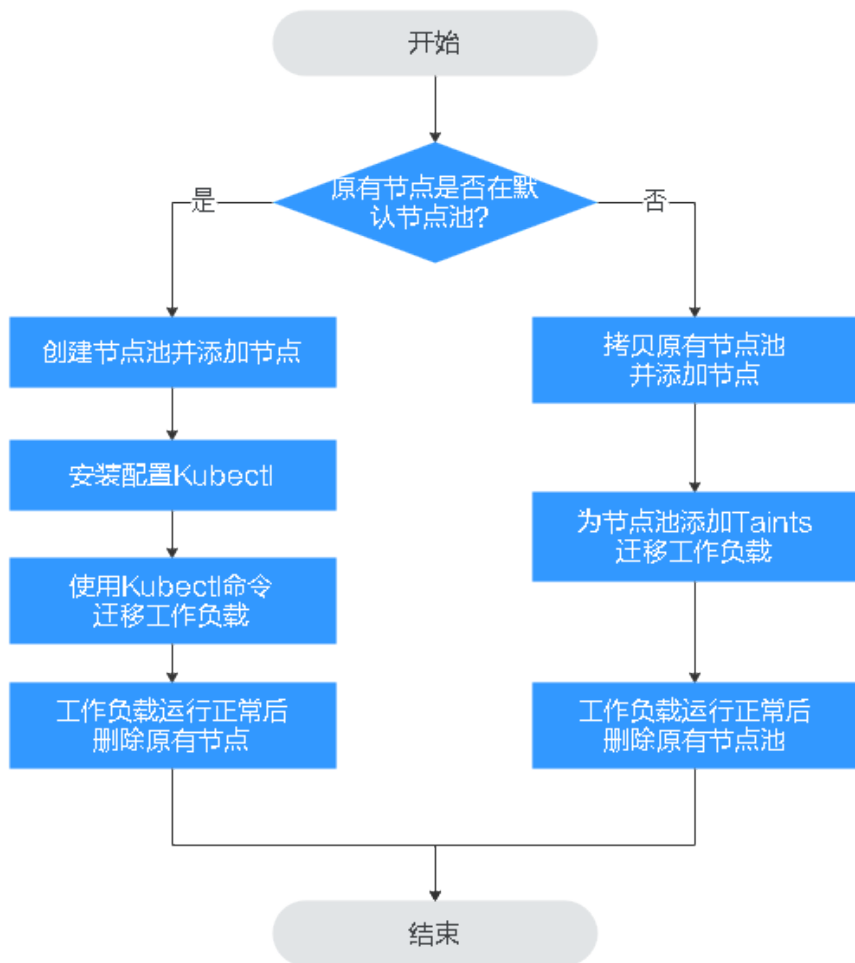 开始
原有节点是否在默
认节点池?
是
否
创建节点池并添加节点
拷贝原有节点池
并添加节点
安装配置Kubectl
为节点池添加Taints
迁移工作负载
使用Kubectl命令
迁移工作负载
工作负载运行正常后
删除原有节点
工作负载运行正常后
删除原有节点池
结束